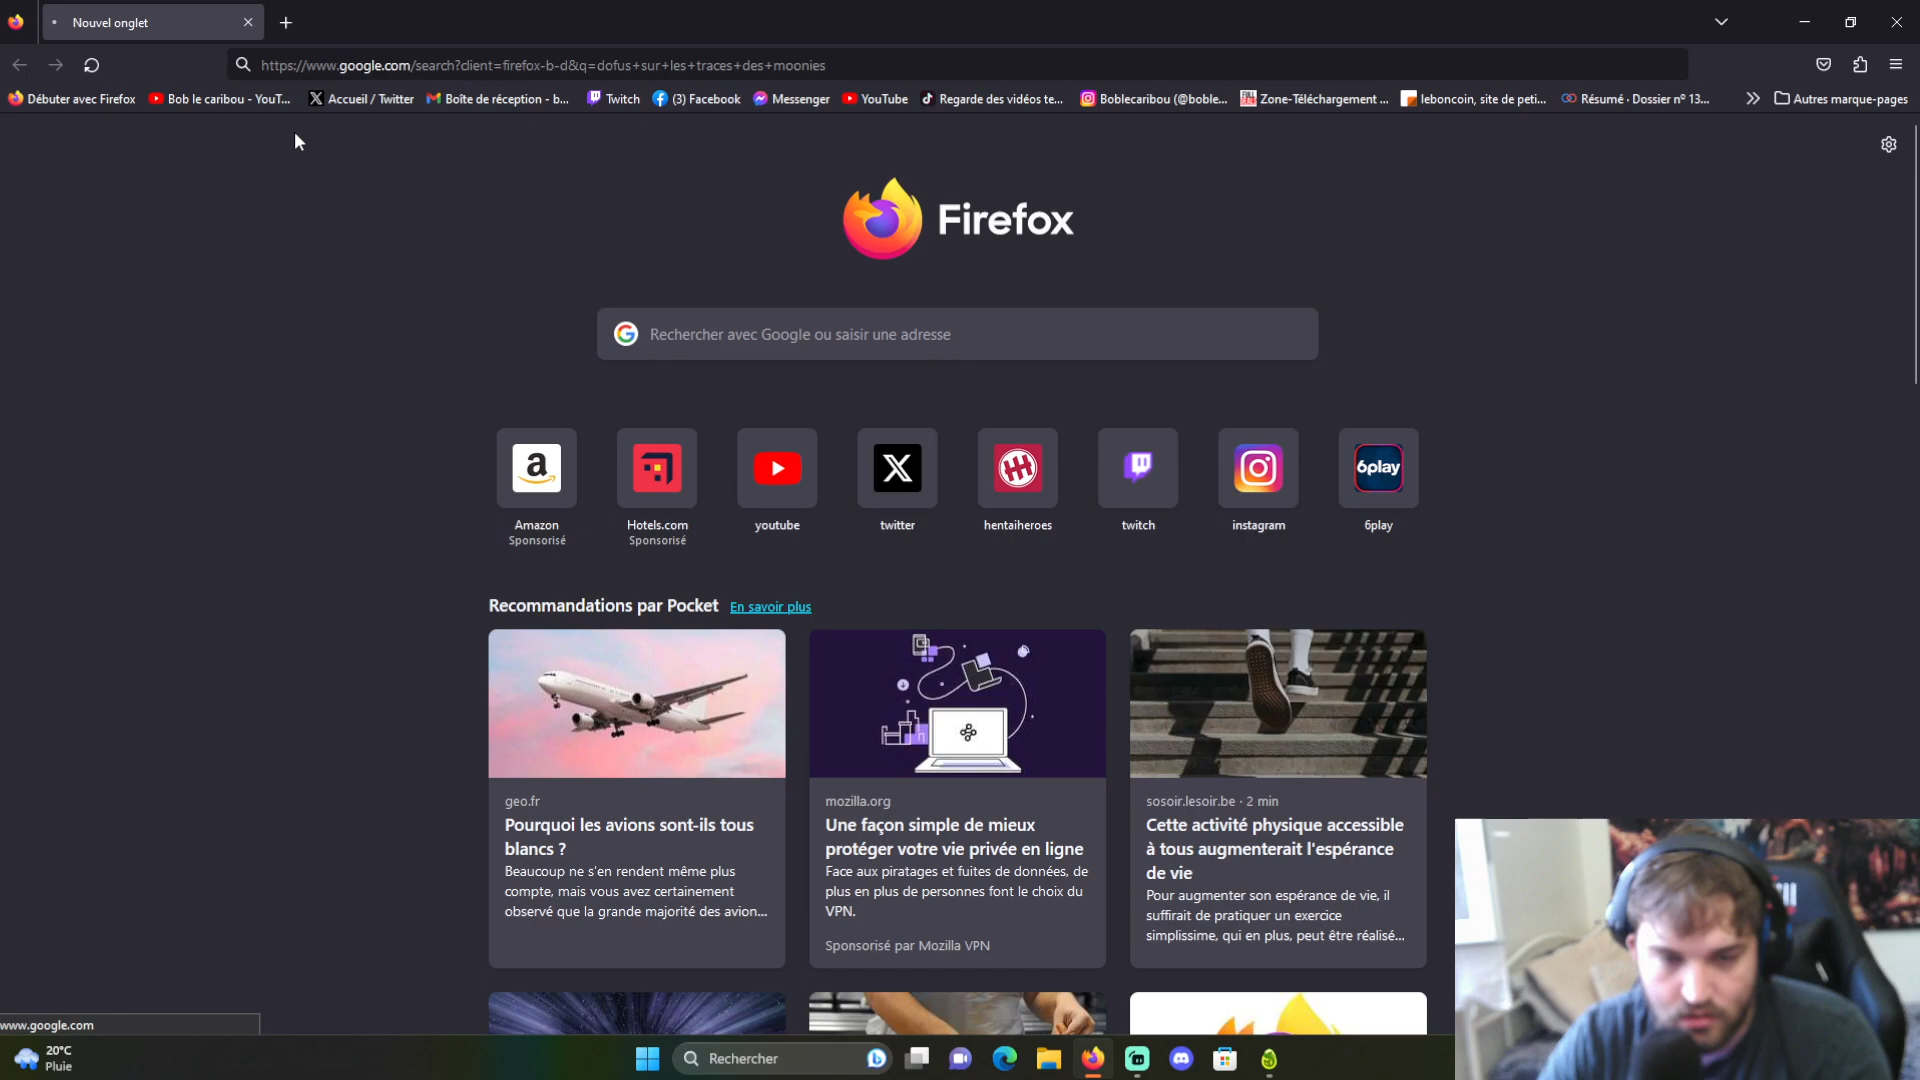 Nouvel onglet
https://www.google.com/search?client=firefox-b-d&q=dofus+sur+les+traces+des+moonies
Débuter avec Firefox
Bob le caribou - YouT...
Accueil / Twitter
Boîte de réception - b...
Twitch
(3) Facebook
Messenger
YouTube
Regarde des vidéos te...
Boblecaribou (@boble...
Zone-Téléchargement ...
leboncoin, site de peti...
Résumé · Dossier nº 13...
Autres marque-pages
Firefox
Rechercher avec Google ou saisir une adresse
6play
Amazon
Sponsorisé
Hotels.com
Sponsorisé
youtube
twitter
hentaiheroes
twitch
instagram
6play
Recommandations par Pocket
En savoir plus
geo.fr
Pourquoi les avions sont-ils tous
blancs ?
Beaucoup ne s'en rendent même plus
compte, mais vous avez certainement
observé que la grande majorité des avion...
mozilla.org
Une façon simple de mieux
protéger votre vie privée en ligne
Face aux piratages et fuites de données, de
plus en plus de personnes font le choix du
VPN.
Sponsorisé par Mozilla VPN
sosoir.lesoir.be · 2 min
Cette activité physique accessible
à tous augmenterait l'espérance
de vie
Pour augmenter son espérance de vie, il
suffirait de pratiquer un exercice
simplissime, qui en plus, peut être réalisé...
www.google.com
20°C
Pluie
Rechercher